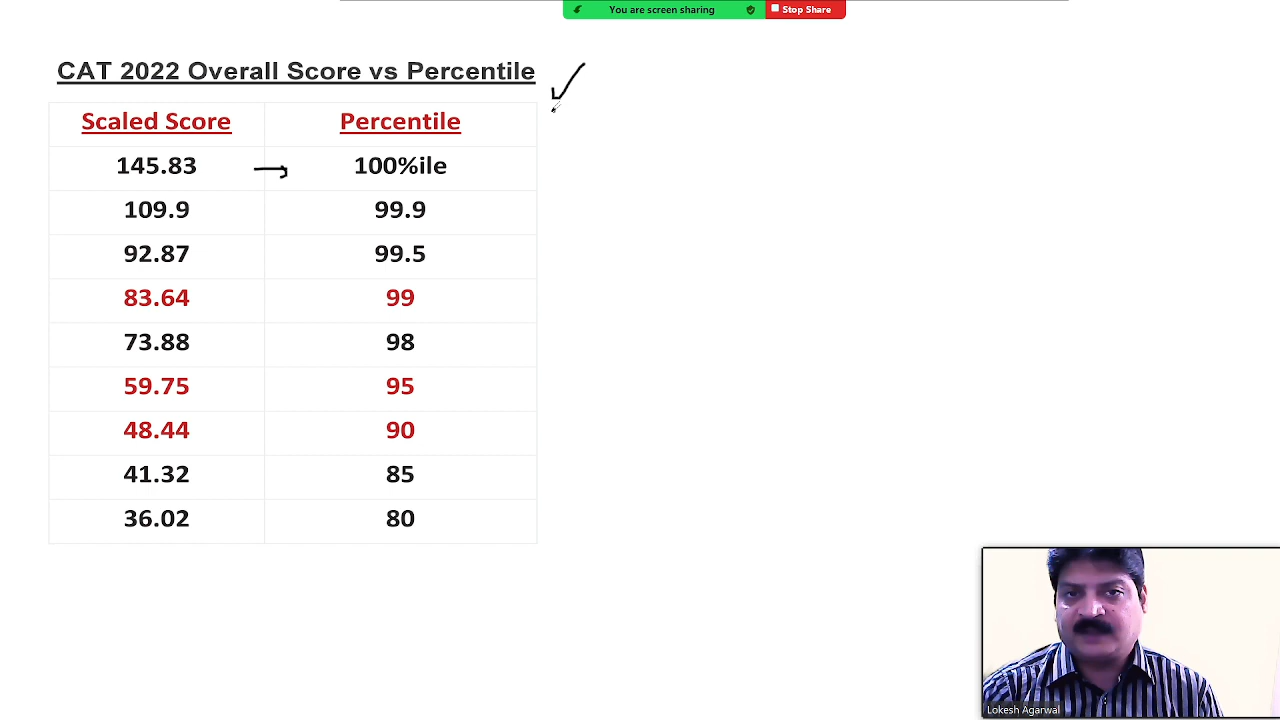 You are screen sharing Stop Share
CAT 2022 Overall Score vs Percentile
Scaled Score Percentile
145.83 100%ile
109.9 99.9
92.87 99.5
83.64 99
73.88 98
59.75 95
48.44 90
41.32 85
36.02 80
Lokesh Agarwal